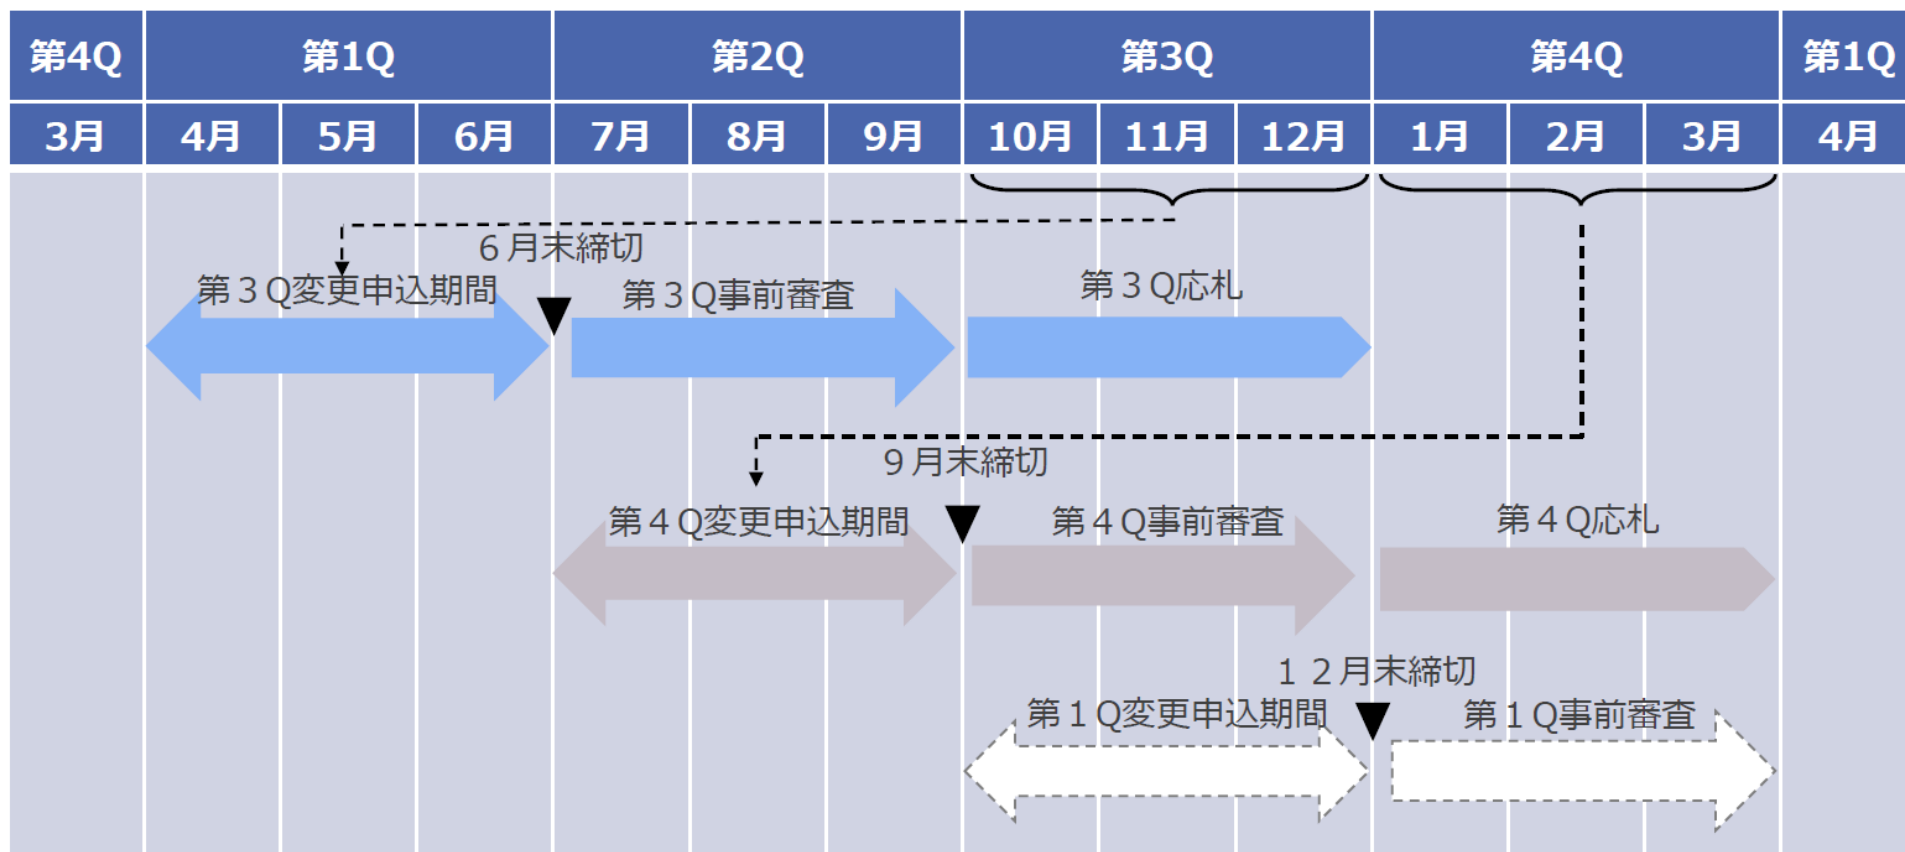 第4Q 第1Q 第2Q 第3Q 第4Q 第1Q
3月 4月 5月 6月 7月 8月 9月 10月 11月 12月 1月 2月 3月 4月
６月末締切
第３Q変更申込期間 第３Q事前審査 第３Q応札
９月末締切
第４Q変更申込期間 第４Q事前審査 第４Q応札
１２月末締切
第１Q変更申込期間 第１Q事前審査